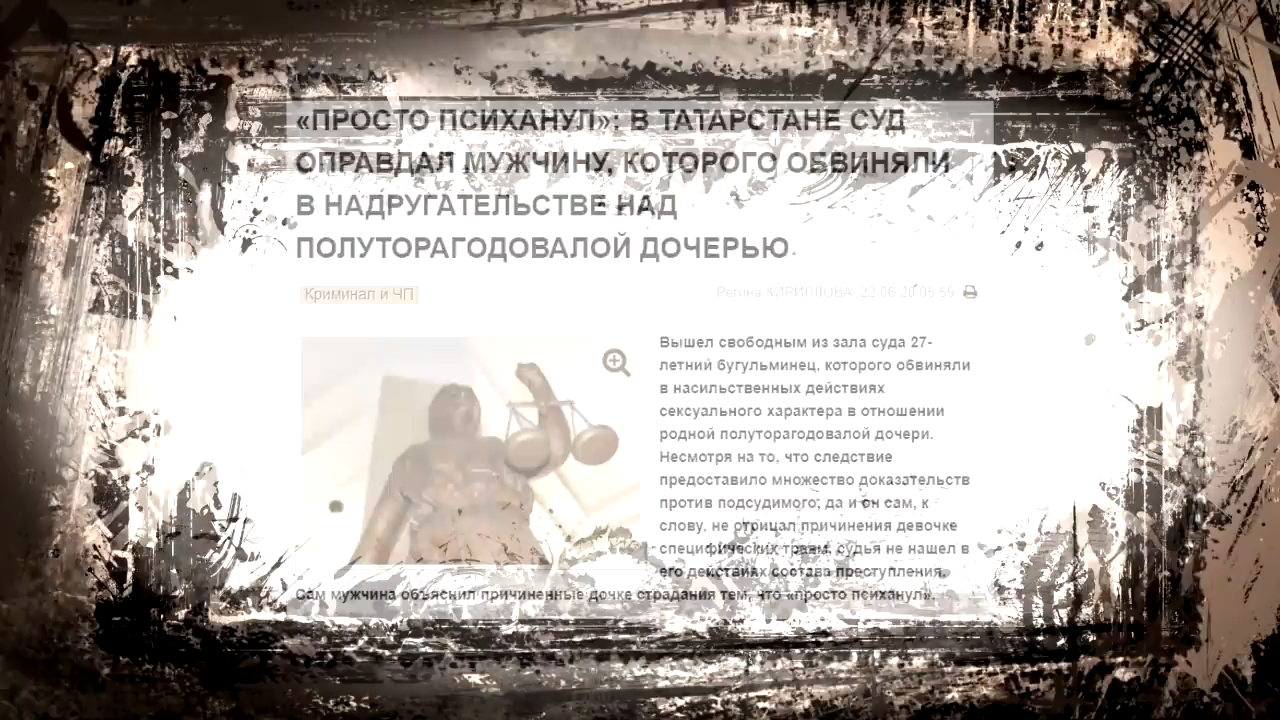 «ПРОСТО ПСИХАНУЛ»: В ТАТАРСТАНЕ СУД
ОПРАВДАЛ МУЖЧИНУ, КОТОРОГО ОБВИНЯЛИ
В НАДРУГАТЕЛЬСТВЕ НАД
ПОЛУТОРАГОДОВАЛОЙ ДОЧЕРЬЮ
Криминал и ЧП
Регина КИРИЛЛОВА, 22.06.20 05:59
Вышел свободным из зала суда 27-
летний бугульминец, которого обвиняли
в насильственных действиях
сексуального характера в отношении
родной полуторагодовалой дочери.
Несмотря на то, что следствие
предоставило множество доказательств
против подсудимого, да и он сам, к
слову, не отрицал причинения девочке
специфических травм, судья не нашел в
его действиях состава преступления.
Сам мужчина объяснил причиненные дочке страдания тем, что «просто психанул».